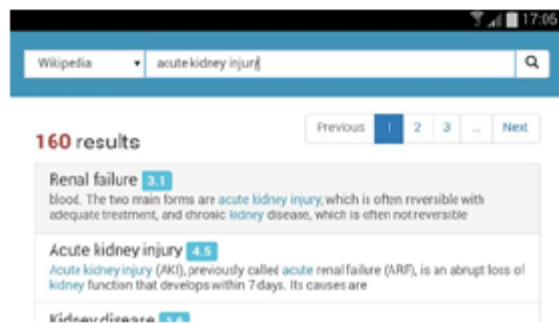 17:05
Wikipedia acute kidney injury
Previous 1 2 3 ... Next
160 results
Renal failure 3.1
blood. The two main forms are acute kidney injury, which is often reversible with
adequate treatment, and chronic kidney disease, which is often not reversible
Acute kidney injury 4.5
Acute kidney injury (AKI), previously called acute renal failure (ARF), is an abrupt loss of
kidney function that develops within 7 days. Its causes are
Kidney disease